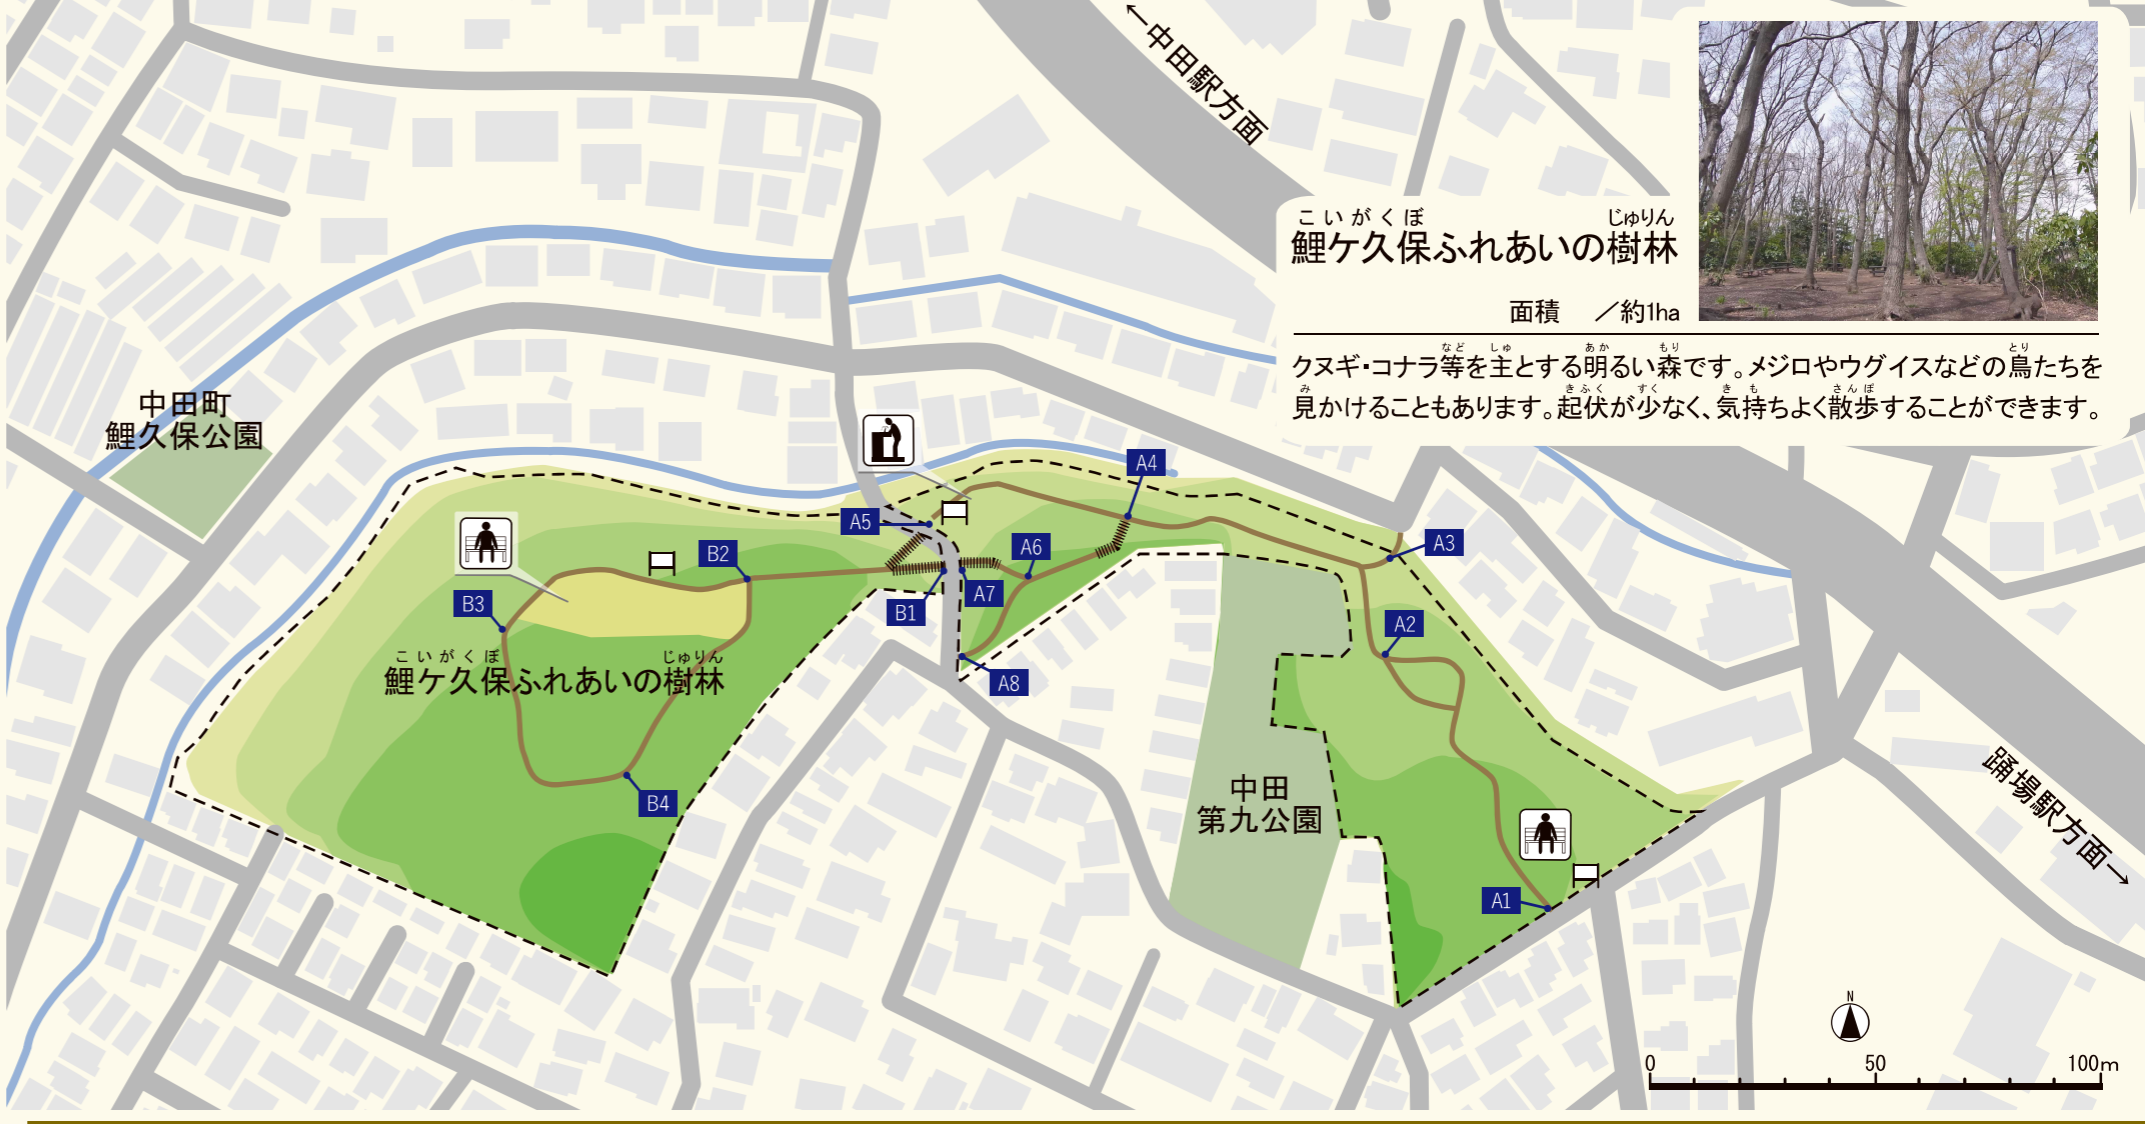 ←中田駅方面
こいがくぼ じゅりん
鯉ケ久保ふれあいの樹林
面積 ／約1ha
など しゅ あか もり とり
クヌギ・コナラ等を主とする明るい森です。メジロやウグイスなどの鳥たちを
み きふく すく き も さんぽ
見かけることもあります。起伏が少なく、気持ちよく散歩することができます。
中田町
鯉久保公園
A4
A5
A6
A3
B2
A7
B3
B1
A2
こいがくぼ じゅりん
鯉ケ久保ふれあいの樹林
A8
中田
第九公園
B4
踊場駅方面→
A1
N
0 50 100m